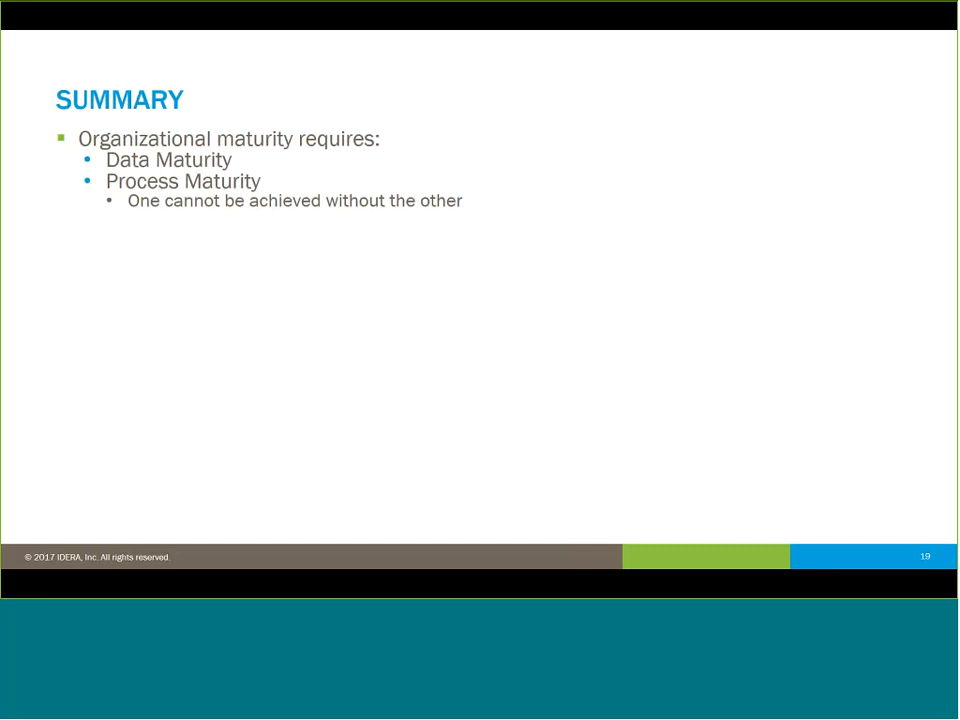 SUMMARY
Organizational maturity requires:
Data Maturity
Process Maturity
One cannot be achieved without the other
© 2017 IDERA, Inc. All rights reserved.
19